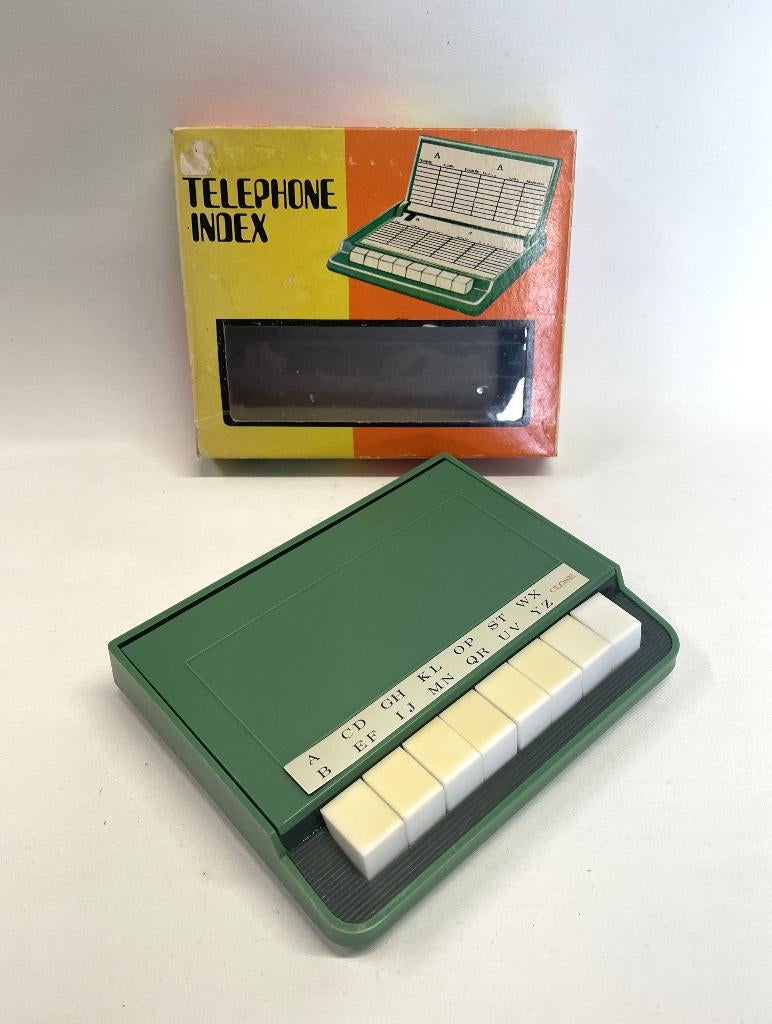 TELEPHONE
INDEX
A A
A CD GH KL OP ST WX CLOSE
B EF IJ MN QR UV YZ